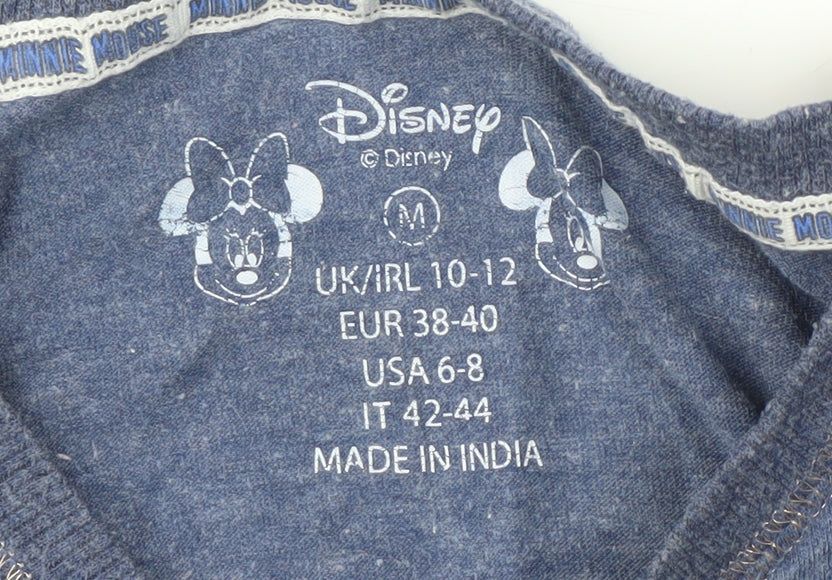 MINNIE MOUSE
Disney
© Disney
M
UK/IRL 10-12
EUR 38-40
USA 6-8
IT 42-44
MADE IN INDIA
MINNIE MO